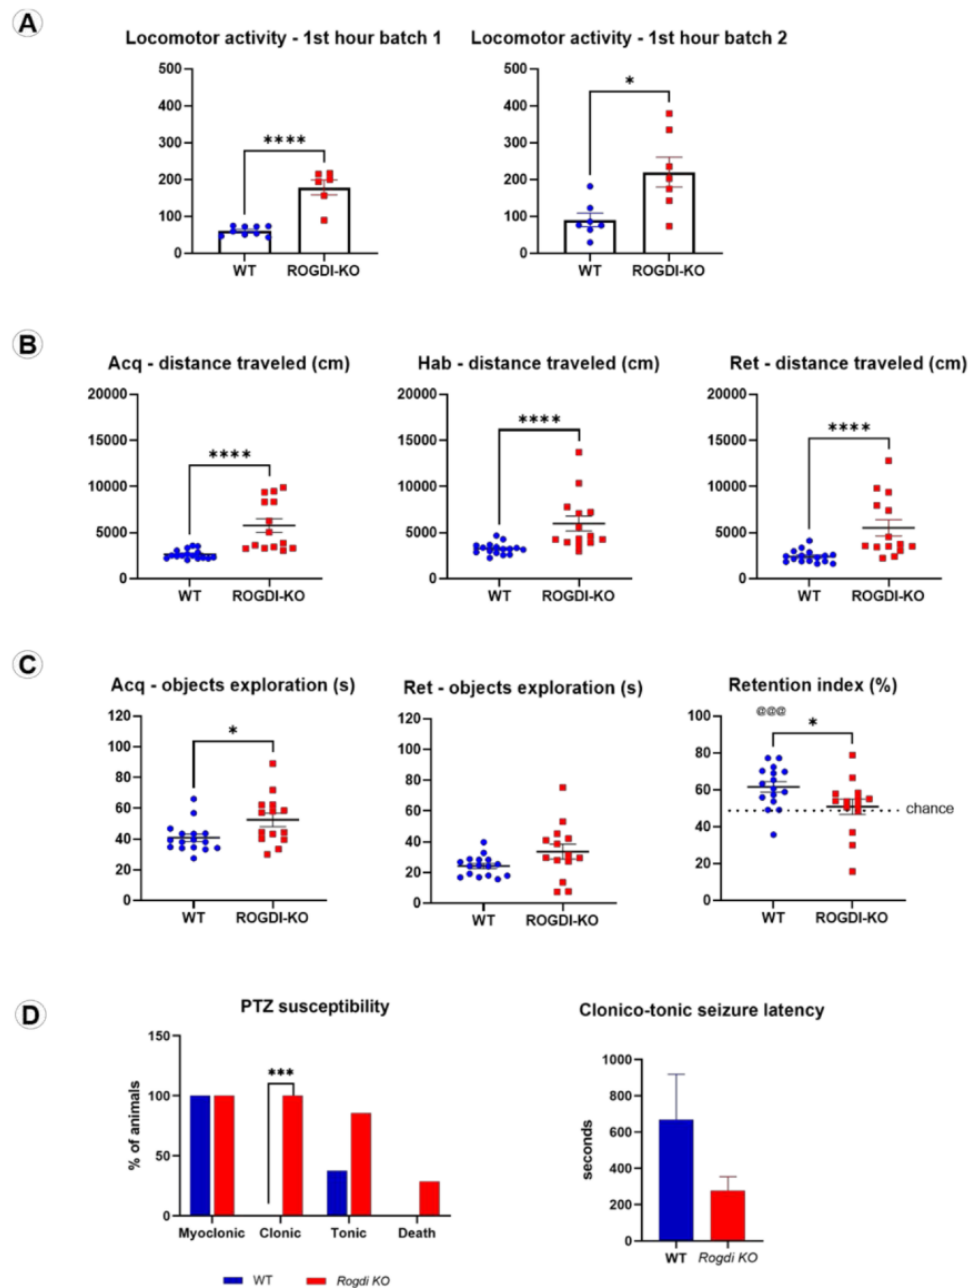 A
Locomotor activity - 1st hour batch 1
Locomotor activity - 1st hour batch 2
500
400
300
200
100
0
****
WT
ROGDI-KO
500
400
300
200
100
0
*
WT
ROGDI-KO
B
Acq - distance traveled (cm)
Hab - distance traveled (cm)
Ret - distance traveled (cm)
20000
15000
10000
5000
0
****
WT
ROGDI-KO
20000
15000
10000
5000
0
****
WT
ROGDI-KO
20000
15000
10000
5000
0
****
WT
ROGDI-KO
C
Acq - objects exploration (s)
Ret - objects exploration (s)
Retention index (%)
120
100
80
60
40
20
0
*
WT
ROGDI-KO
120
100
80
60
40
20
0
WT
ROGDI-KO
100
80
60
40
20
0
@@@
*
chance
WT
ROGDI-KO
D
PTZ susceptibility
Clonico-tonic seizure latency
% of animals
150
100
50
0
***
Myoclonic
Clonic
Tonic
Death
WT
Rogdi KO
seconds
1000
800
600
400
200
0
WT
Rogdi KO